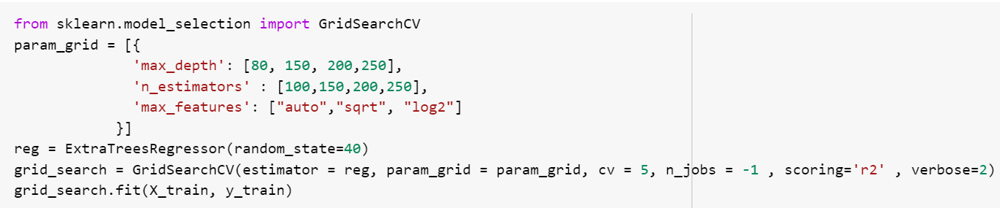 from sklearn.model_selection import GridSearchCV
param_grid = [{
'max_depth': [80, 150, 200,250],
'n_estimators' : [100,150,200,250],
'max_features': ["auto","sqrt", "log2"]
}]
reg = ExtraTreesRegressor(random_state=40)
grid_search = GridSearchCV(estimator = reg, param_grid = param_grid, cv = 5, n_jobs = -1 , scoring='r2' , verbose=2)
grid_search.fit(X_train, y_train)